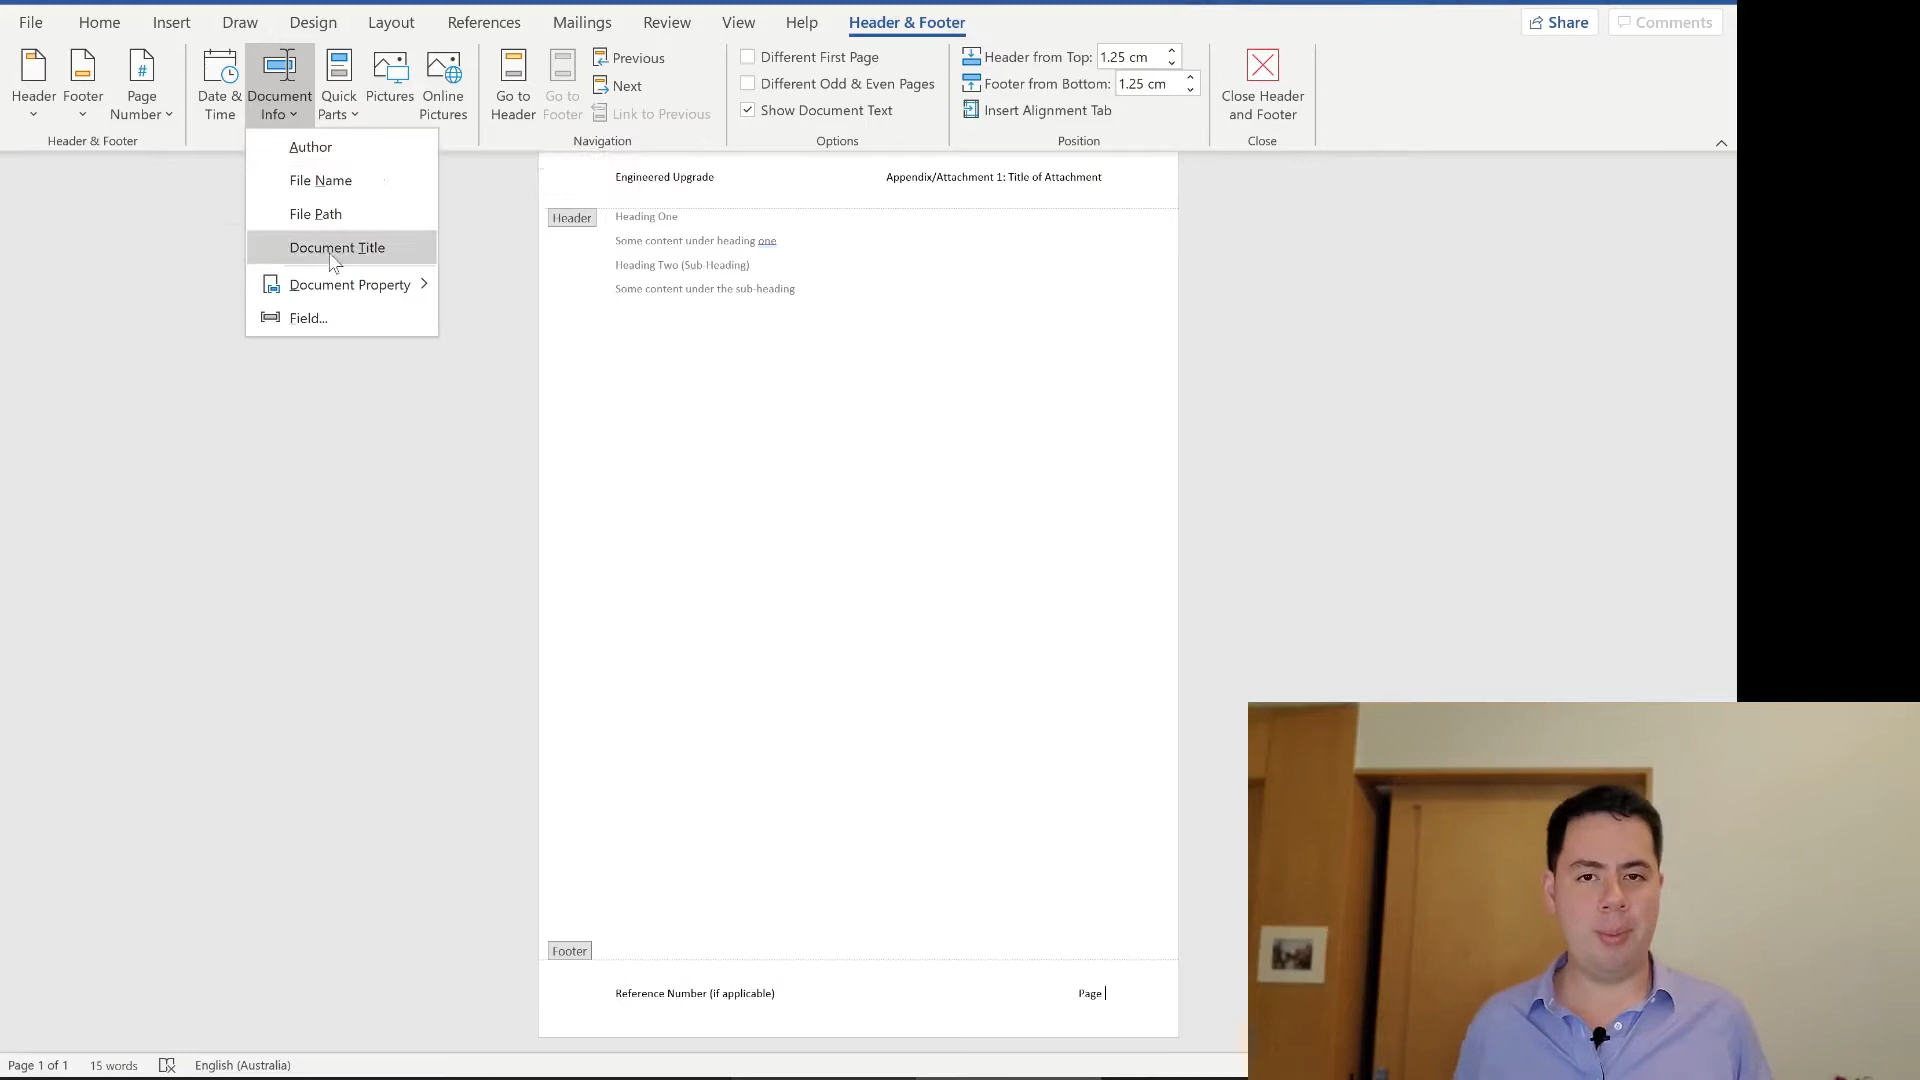 File Home Insert Draw Design Layout References Mailings Review View Help Header & Footer Share Comments
Header Footer Page Number
Header & Footer
Date & Time Document Info Quick Parts Pictures Online Pictures
Go to Header Go to Footer Previous
Next
Link to Previous
Navigation
Different First Page
Different Odd & Even Pages
Show Document Text
Options
Header from Top: 1.25 cm
Footer from Bottom: 1.25 cm
Insert Alignment Tab
Position
Close Header and Footer
Close
Author
File Name
File Path
Document Title
Document Property
Field...
Engineered Upgrade Appendix/Attachment 1: Title of Attachment
Header
Heading One
Some content under heading one
Heading Two (Sub-Heading)
Some content under the sub-heading
Footer
Reference Number (if applicable) Page
Page 1 of 1 15 words English (Australia)